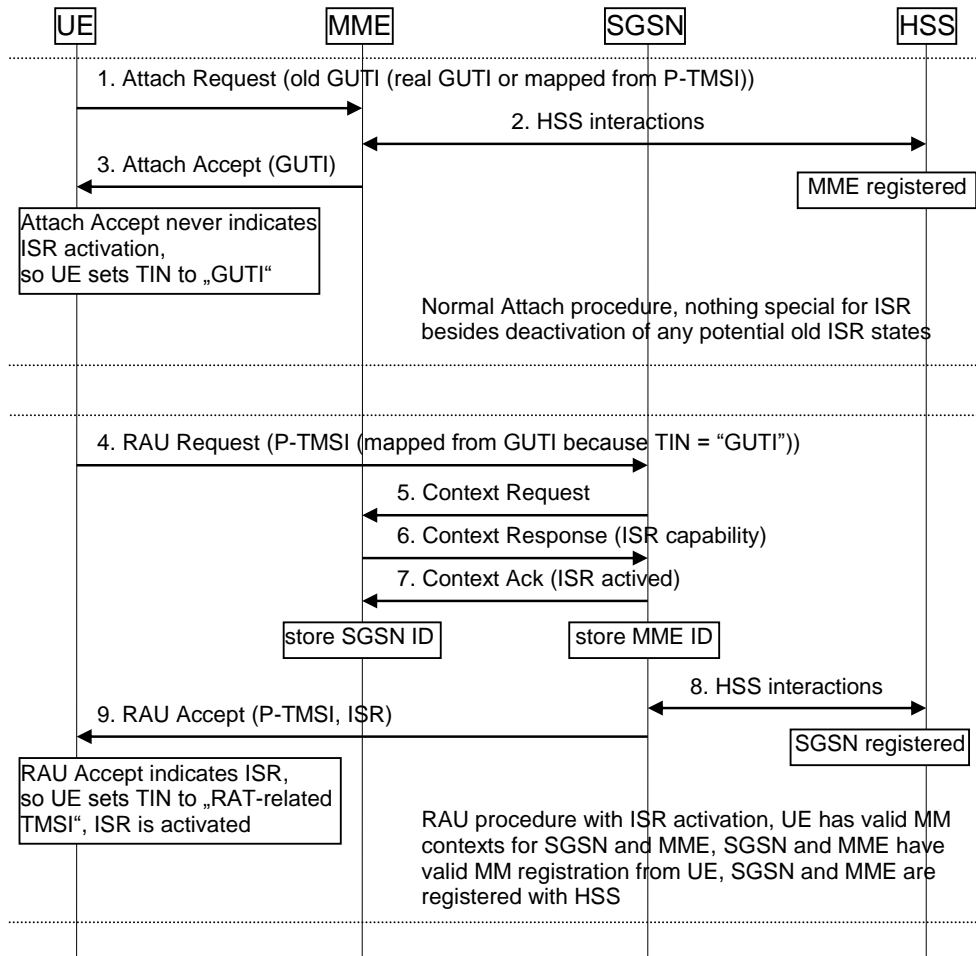 UE MME SGSN HSS
1. Attach Request (old GUTI (real GUTI or mapped from P-TMSI))
2. HSS interactions
3. Attach Accept (GUTI)
MME registered
Attach Accept never indicates
ISR activation,
so UE sets TIN to „GUTI“
Normal Attach procedure, nothing special for ISR
besides deactivation of any potential old ISR states
4. RAU Request (P-TMSI (mapped from GUTI because TIN = “GUTI”))
5. Context Request
6. Context Response (ISR capability)
7. Context Ack (ISR actived)
store SGSN ID
store MME ID
8. HSS interactions
9. RAU Accept (P-TMSI, ISR)
SGSN registered
RAU Accept indicates ISR,
so UE sets TIN to „RAT-related
TMSI“, ISR is activated
RAU procedure with ISR activation, UE has valid MM
contexts for SGSN and MME, SGSN and MME have
valid MM registration from UE, SGSN and MME are
registered with HSS